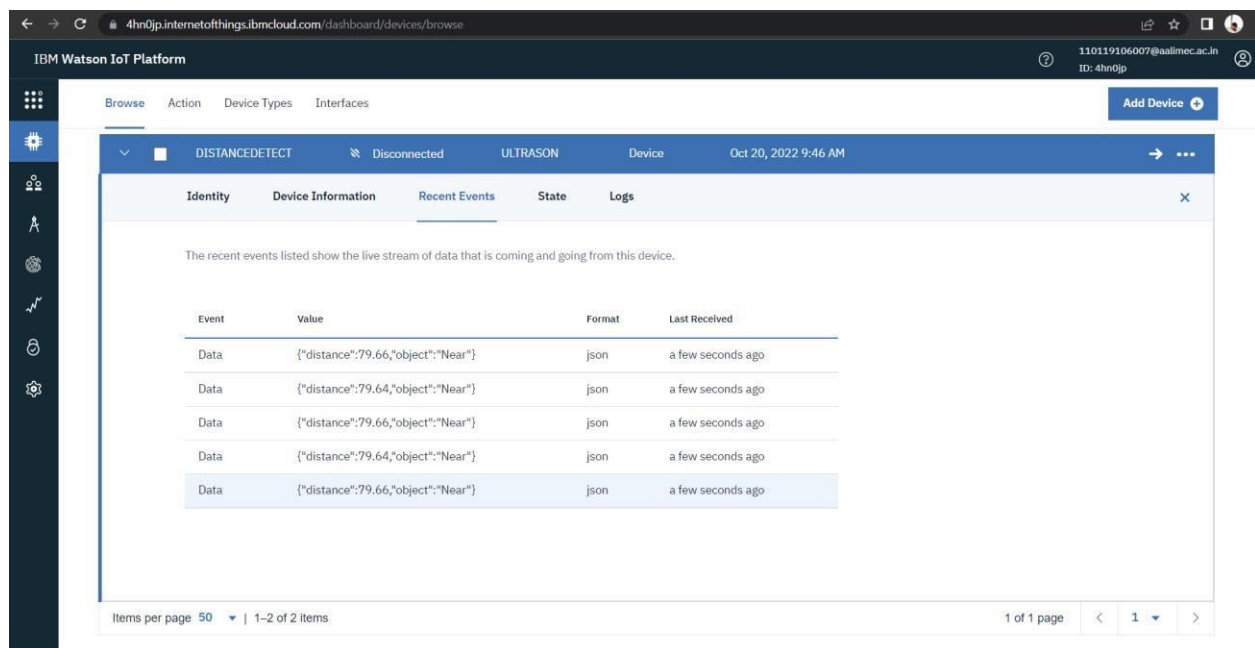 4hn0jp.internetofthings.ibmcloud.com/dashboard/devices/browse
IBM Watson IoT Platform
110119106007@aalimec.ac.in
ID: 4hn0jp
Browse Action Device Types Interfaces Add Device
DISTANCEDETECT Disconnected ULTRASON Device Oct 20, 2022 9:46 AM
Identity Device Information Recent Events State Logs
The recent events listed show the live stream of data that is coming and going from this device.
Event Value Format Last Received
Data {"distance":79.66,"object":"Near"} json a few seconds ago
Data {"distance":79.64,"object":"Near"} json a few seconds ago
Data {"distance":79.66,"object":"Near"} json a few seconds ago
Data {"distance":79.64,"object":"Near"} json a few seconds ago
Data {"distance":79.66,"object":"Near"} json a few seconds ago
Items per page 50 | 1–2 of 2 items 1 of 1 page < 1 >